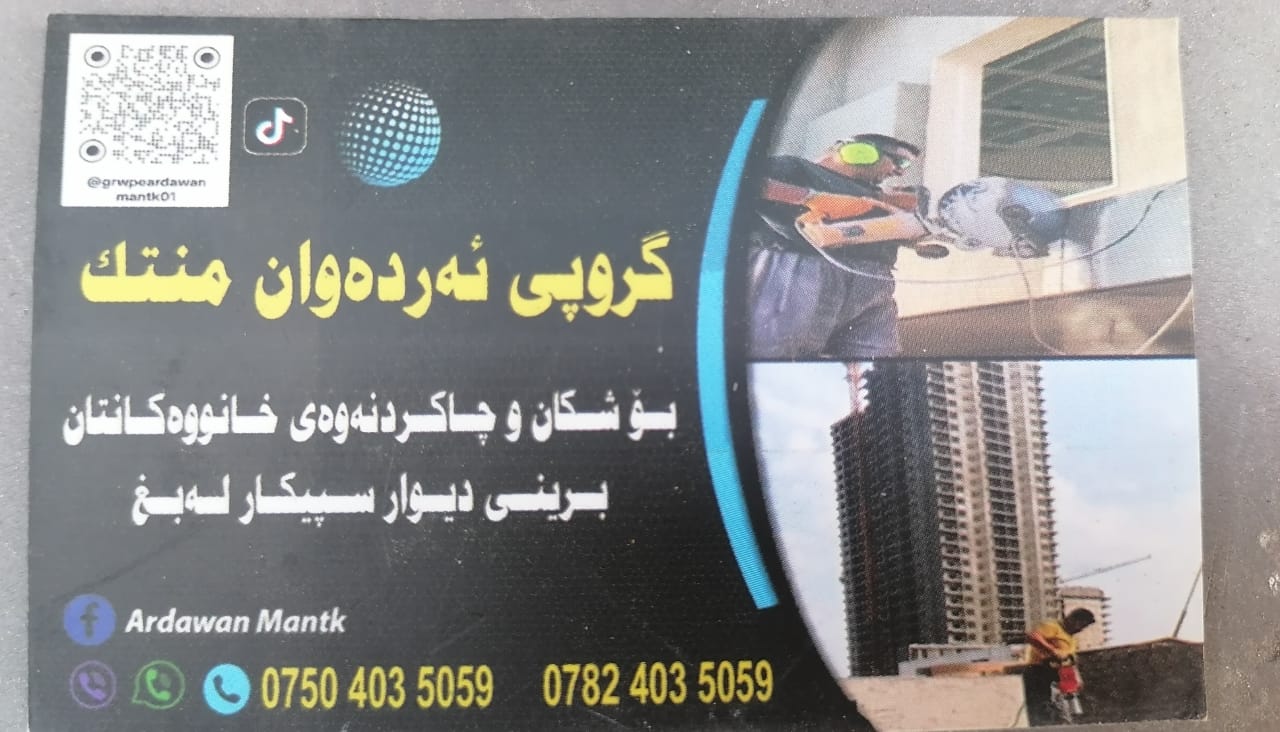 @grwpeardawan
mantk01
گروپی ئەردەوان منتك
بۆ شکان و چاکردنەوەی خانووەکانتان
برینی دیوار سپیکار لەبغ
Ardawan Mantk
0750 403 5059 0782 403 5059